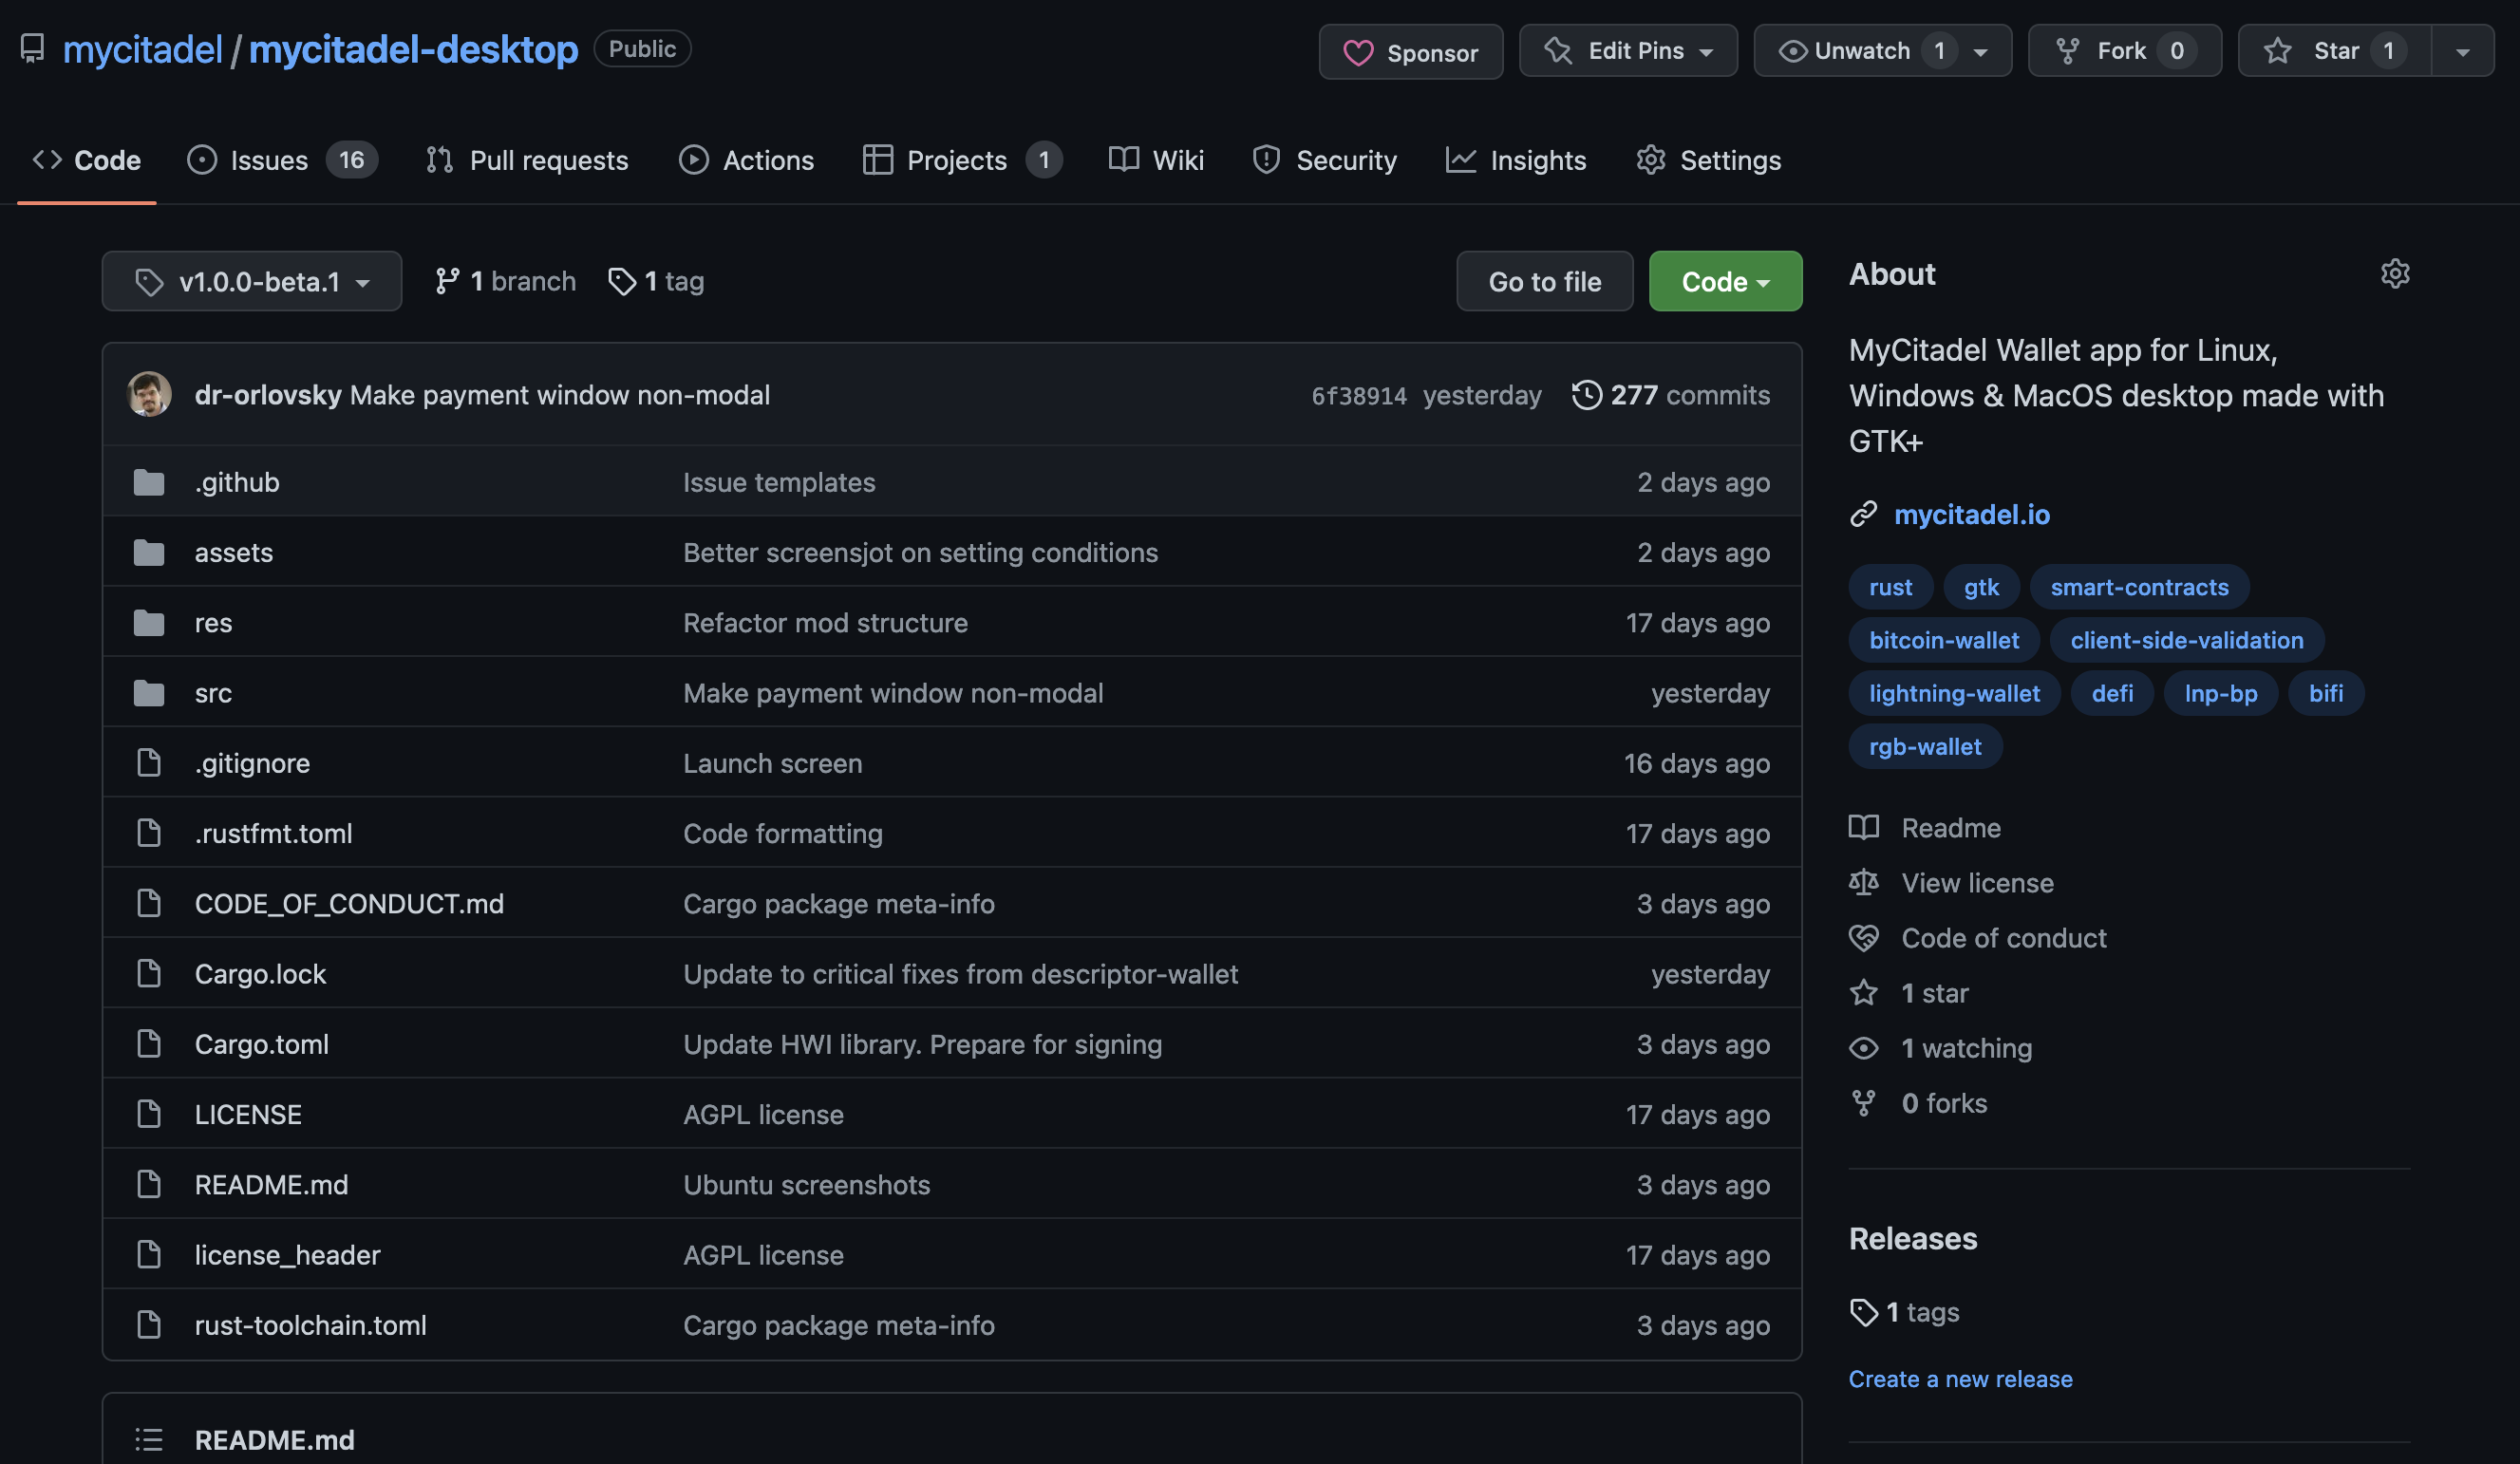 mycitadel / mycitadel-desktop Public
Sponsor Edit Pins Unwatch 1 Fork 0 Star 1
Code Issues 16 Pull requests Actions Projects 1 Wiki Security Insights Settings
v1.0.0-beta.1 1 branch 1 tag Go to file Code
dr-orlovsky Make payment window non-modal 6f38914 yesterday 277 commits
.github Issue templates 2 days ago
assets Better screensjot on setting conditions 2 days ago
res Refactor mod structure 17 days ago
src Make payment window non-modal yesterday
.gitignore Launch screen 16 days ago
.rustfmt.toml Code formatting 17 days ago
CODE_OF_CONDUCT.md Cargo package meta-info 3 days ago
Cargo.lock Update to critical fixes from descriptor-wallet yesterday
Cargo.toml Update HWI library. Prepare for signing 3 days ago
LICENSE AGPL license 17 days ago
README.md Ubuntu screenshots 3 days ago
license_header AGPL license 17 days ago
rust-toolchain.toml Cargo package meta-info 3 days ago
README.md
About
MyCitadel Wallet app for Linux,
Windows & MacOS desktop made with
GTK+
mycitadel.io
rust gtk smart-contracts
bitcoin-wallet client-side-validation
lightning-wallet defi lnp-bp bifi
rgb-wallet
Readme
View license
Code of conduct
1 star
1 watching
0 forks
Releases
1 tags
Create a new release